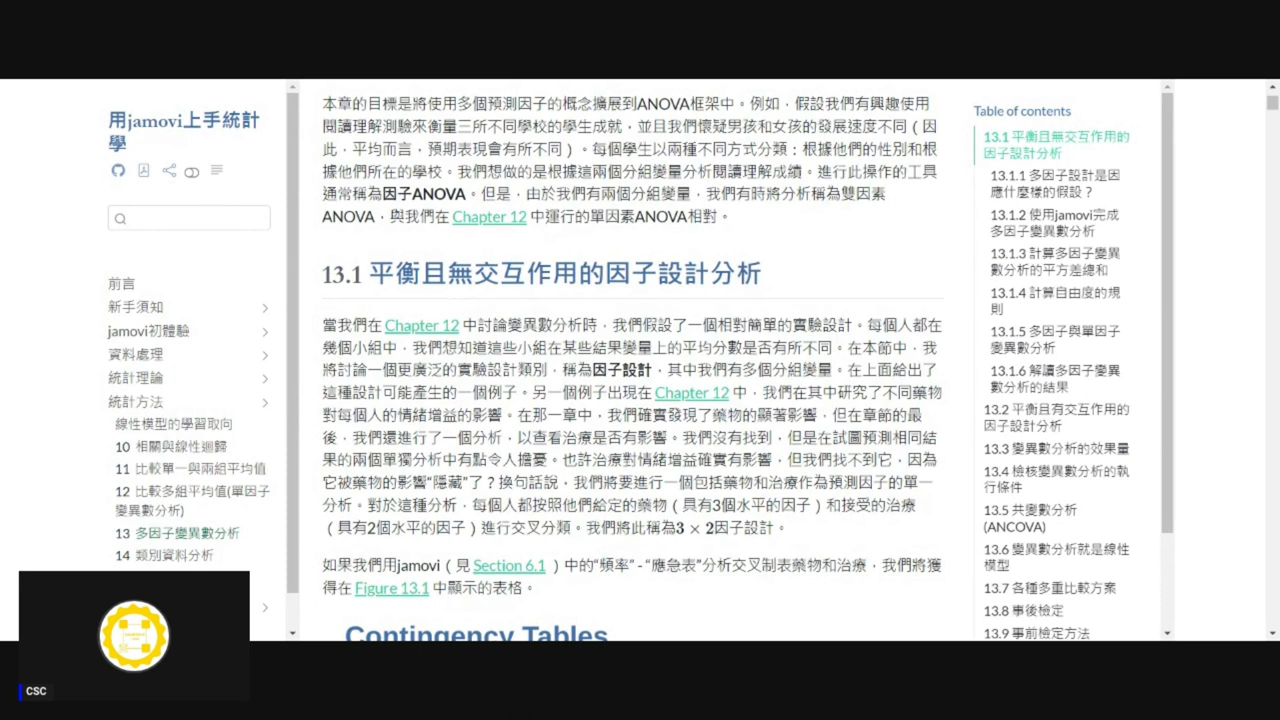 用jamovi上手統計
學
前言
新手須知
jamovi初體驗
資料處理
統計理論
統計方法
線性模型的學習取向
10 相關與線性迴歸
11 比較單一與兩組平均值
12 比較多組平均值(單因子
變異數分析)
13 多因子變異數分析
14 類別資料分析
本章的目標是將使用多個預測因子的概念擴展到ANOVA框架中。例如，假設我們有興趣使用
閱讀理解測驗來衡量三所不同學校的學生成就，並且我們懷疑男孩和女孩的發展速度不同（因
此，平均而言，預期表現會有所不同）。每個學生以兩種不同方式分類：根據他們的性別和根
據他們所在的學校。我們想做的是根據這兩個分組變量分析閱讀理解成績。進行此操作的工具
通常稱為因子ANOVA。但是，由於我們有兩個分組變量，我們有時將分析稱為雙因素
ANOVA，與我們在 Chapter 12 中運行的單因素ANOVA相對。
13.1 平衡且無交互作用的因子設計分析
當我們在 Chapter 12 中討論變異數分析時，我們假設了一個相對簡單的實驗設計。每個人都在
幾個小組中，我們想知道這些小組在某些結果變量上的平均分數是否有所不同。在本節中，我
將討論一個更廣泛的實驗設計類別，稱為因子設計，其中我們有多個分組變量。在上面給出了
這種設計可能產生的一個例子。另一個例子出現在 Chapter 12 中，我們在其中研究了不同藥物
對每個人的情緒增益的影響。在那一章中，我們確實發現了藥物的顯著影響，但在章節的最
後，我們還進行了一個分析，以查看治療是否有影響。我們沒有找到，但是在試圖預測相同結
果的兩個單獨分析中有點令人擔憂。也許治療對情緒增益確實有影響，但我們找不到它，因為
它被藥物的影響“隱藏”了？換句話說，我們將要進行一個包括藥物和治療作為預測因子的單一
分析。對於這種分析，每個人都按照他們給定的藥物（具有3個水平的因子）和接受的治療
（具有2個水平的因子）進行交叉分類。我們將此稱為3 × 2因子設計。
如果我們用jamovi（見 Section 6.1 ）中的“頻率” - “應急表”分析交叉制表藥物和治療，我們將獲
得在 Figure 13.1 中顯示的表格。
Contingency Tables
Table of contents
13.1 平衡且無交互作用的
因子設計分析
13.1.1 多因子設計是因
應什麼樣的假設？
13.1.2 使用jamovi完成
多因子變異數分析
13.1.3 計算多因子變異
數分析的平方差總和
13.1.4 計算自由度的規
則
13.1.5 多因子與單因子
變異數分析
13.1.6 解讀多因子變異
數分析的結果
13.2 平衡且有交互作用的
因子設計分析
13.3 變異數分析的效果量
13.4 檢核變異數分析的執
行條件
13.5 共變數分析
(ANCOVA)
13.6 變異數分析就是線性
模型
13.7 各種多重比較方案
13.8 事後檢定
13.9 事前檢定方法
CSC